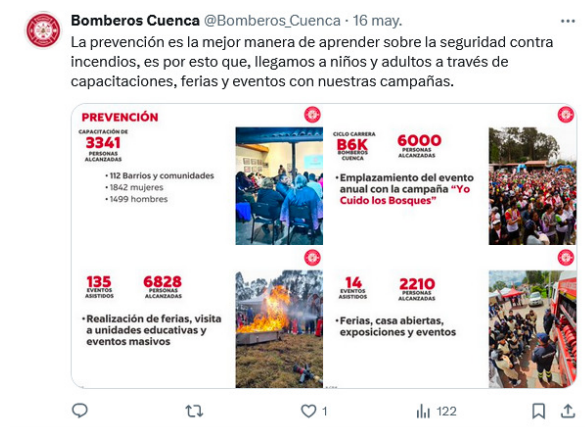 Bomberos Cuenca @Bomberos_Cuenca · 16 may.
La prevención es la mejor manera de aprender sobre la seguridad contra
incendios, es por esto que, llegamos a niños y adultos a través de
capacitaciones, ferias y eventos con nuestras campañas.
PREVENCIÓN
CAPACITACIÓN DE
3341
PERSONAS
ALCANZADAS
• 112 Barrios y comunidades
• 1842 mujeres
• 1499 hombres
CICLO CARRERA
B6K
BOMBEROS
CUENCA
6000
PERSONAS
ALCANZADAS
• Emplazamiento del evento
anual con la campaña “Yo
Cuido los Bosques”
135
EVENTOS
ASISTIDOS
6828
PERSONAS
ALCANZADAS
• Realización de ferias, visita
a unidades educativas y
eventos masivos
14
EVENTOS
ASISTIDOS
2210
PERSONAS
ALCANZADAS
• Ferias, casa abiertas,
exposiciones y eventos
1
122